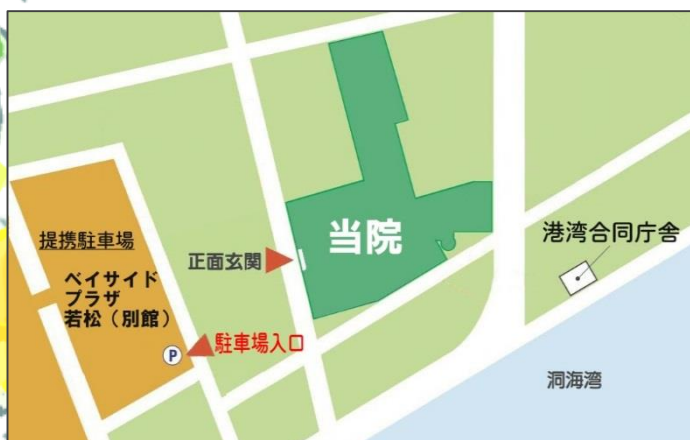 提携駐車場
ベイサイド
プラザ
若松（別館）
P
駐車場入口
正面玄関
当院
港湾合同庁舎
洞海湾